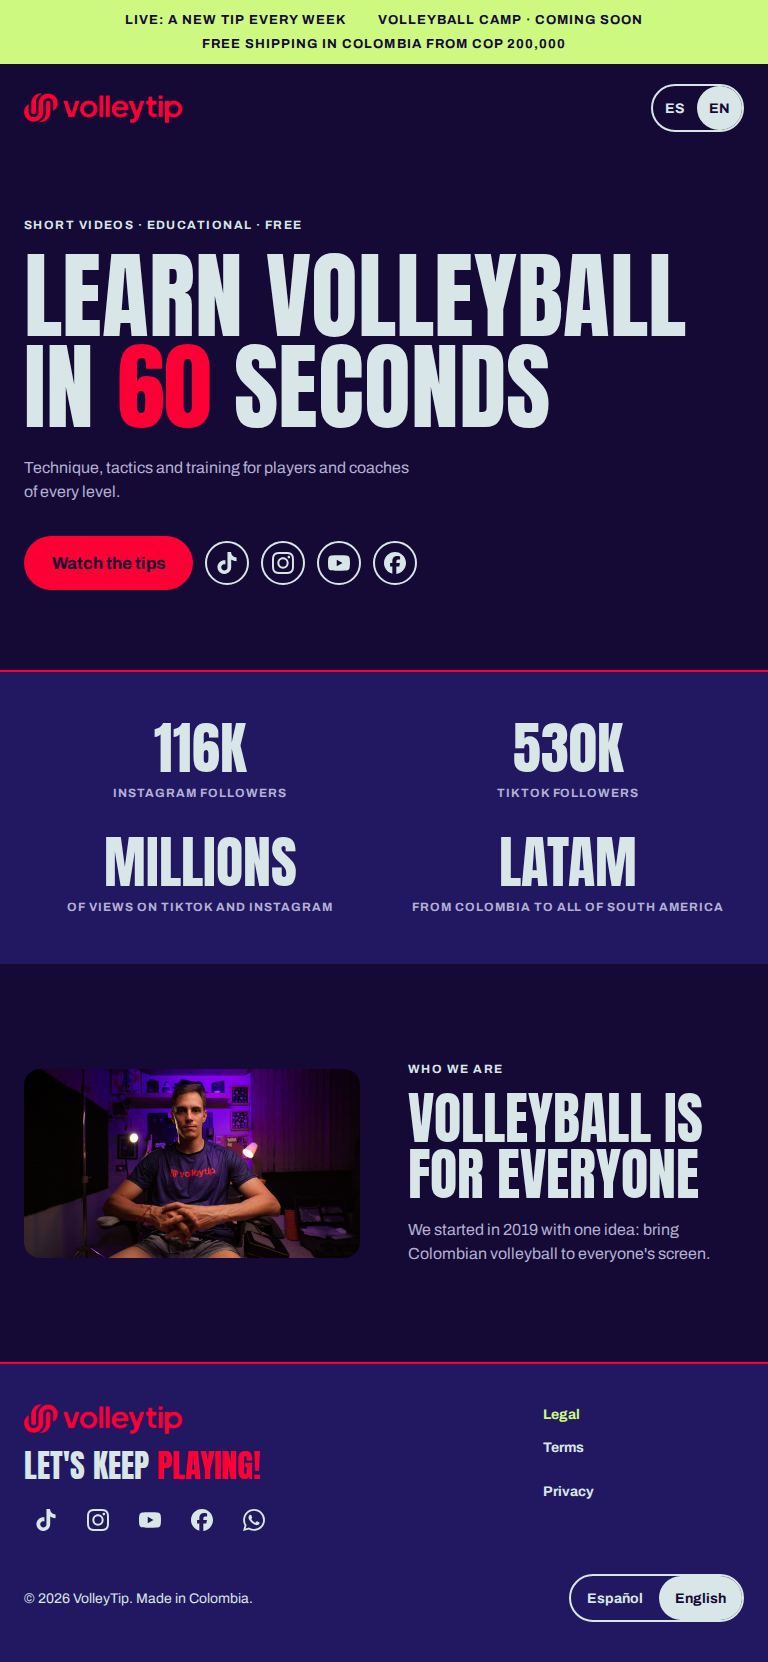 LIVE: A NEW TIP EVERY WEEK VOLLEYBALL CAMP · COMING SOON
FREE SHIPPING IN COLOMBIA FROM COP 200,000
volleytip
ES EN
SHORT VIDEOS · EDUCATIONAL · FREE
LEARN VOLLEYBALL
IN 60 SECONDS
Technique, tactics and training for players and coaches
of every level.
Watch the tips
116K
INSTAGRAM FOLLOWERS
530K
TIKTOK FOLLOWERS
MILLIONS
OF VIEWS ON TIKTOK AND INSTAGRAM
LATAM
FROM COLOMBIA TO ALL OF SOUTH AMERICA
volleytip
WHO WE ARE
VOLLEYBALL IS
FOR EVERYONE
We started in 2019 with one idea: bring
Colombian volleyball to everyone's screen.
volleytip
LET'S KEEP PLAYING!
Legal
Terms
Privacy
© 2026 VolleyTip. Made in Colombia.
Español English